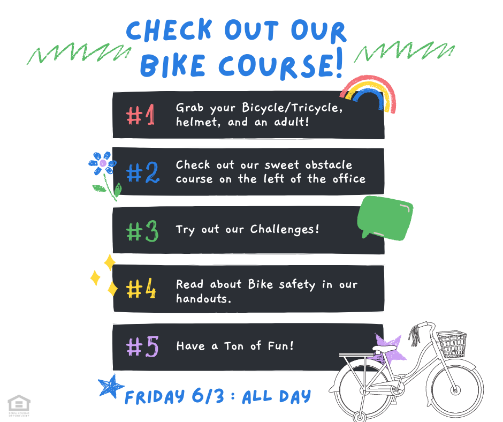 CHECK OUT OUR
BIKE COURSE!
#1
Grab your Bicycle/Tricycle,
helmet, and an adult!
#2
Check out our sweet obstacle
course on the left of the office
#3
Try out our Challenges!
#4
Read about Bike safety in our
handouts.
#5
Have a Ton of Fun!
FRIDAY 6/3: ALL DAY